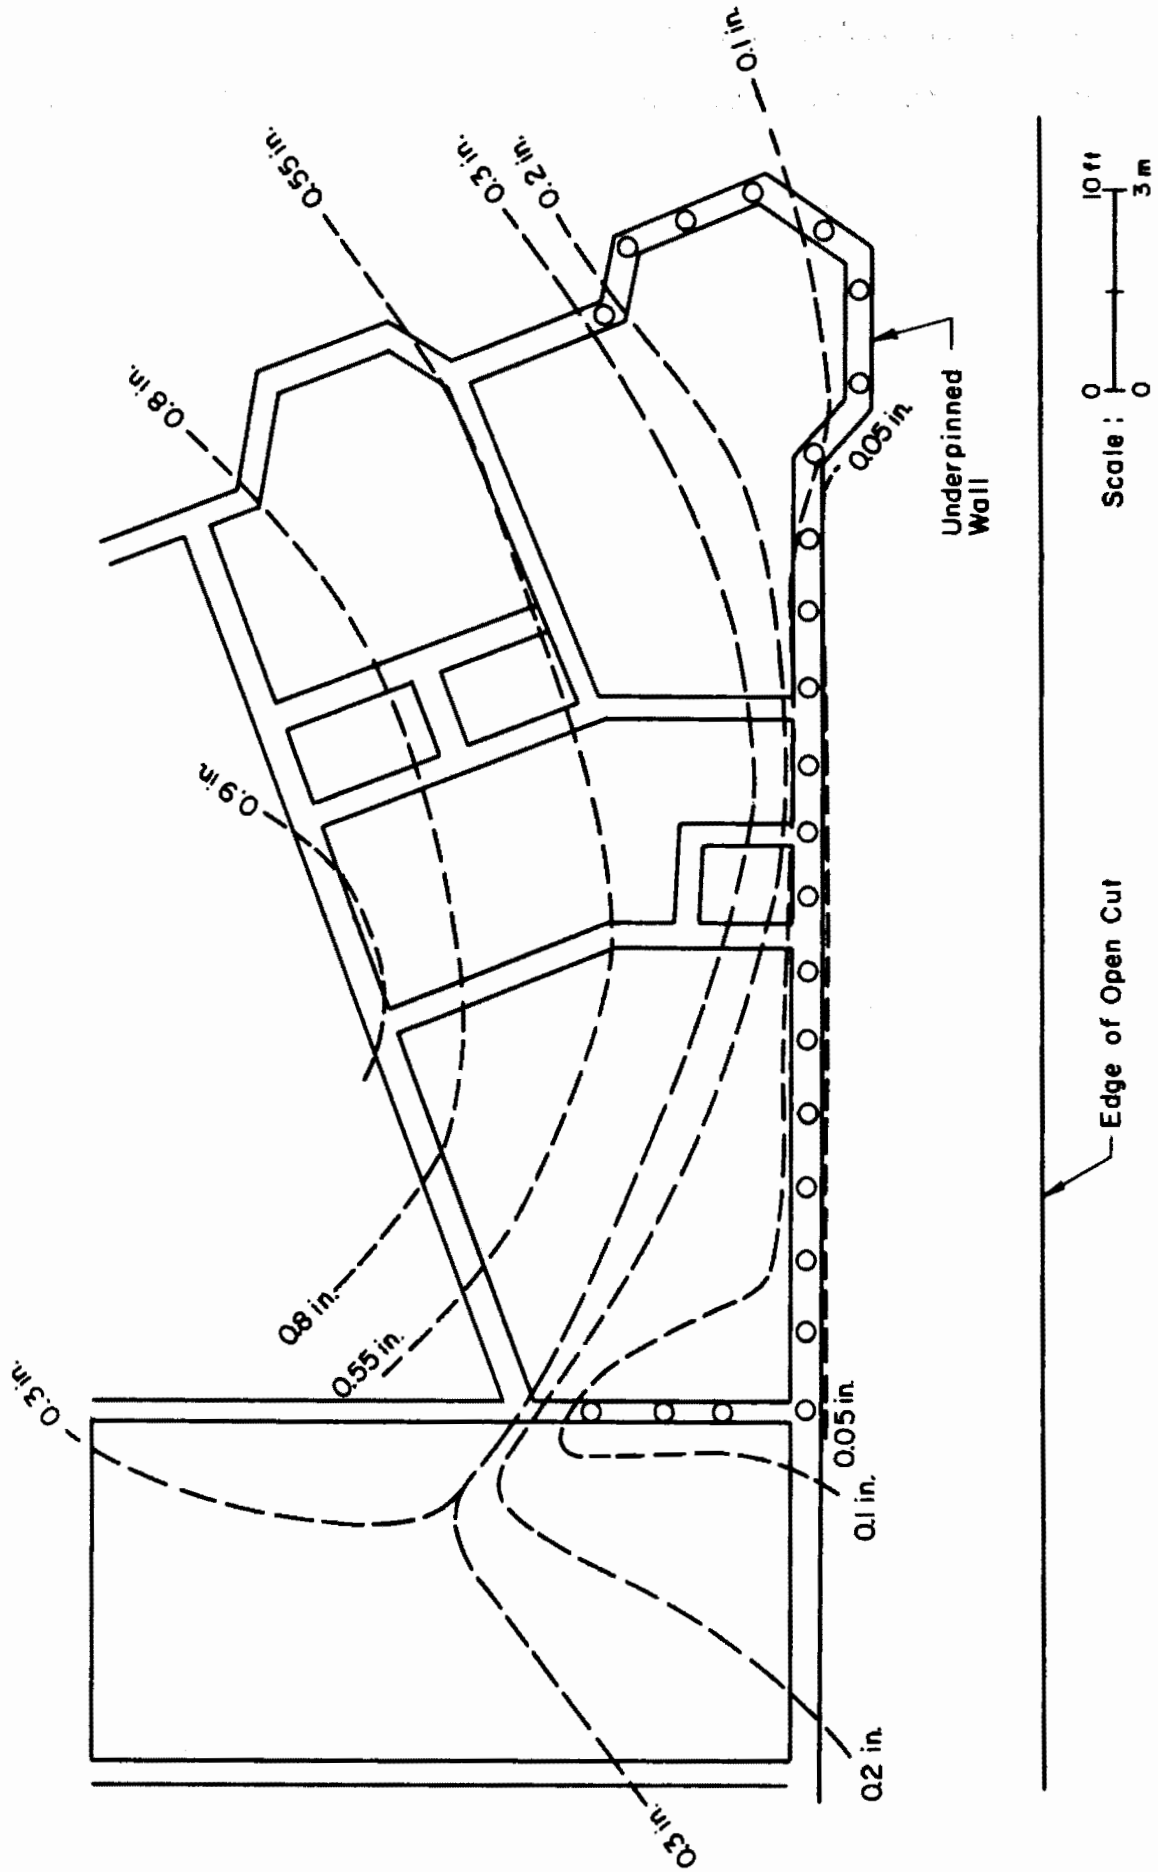 0.3 in.
0.8 in.
0.55 in.
0.9 in.
0.8 in.
0.55 in.
0.3 in.
0.2 in.
0.1 in.
0.3 in.
0.2 in.
0.1 in.
0.05 in.
0.05 in.
Underpinned
Wall
Edge of Open Cut
Scale :
0
10 ft
0
3 m